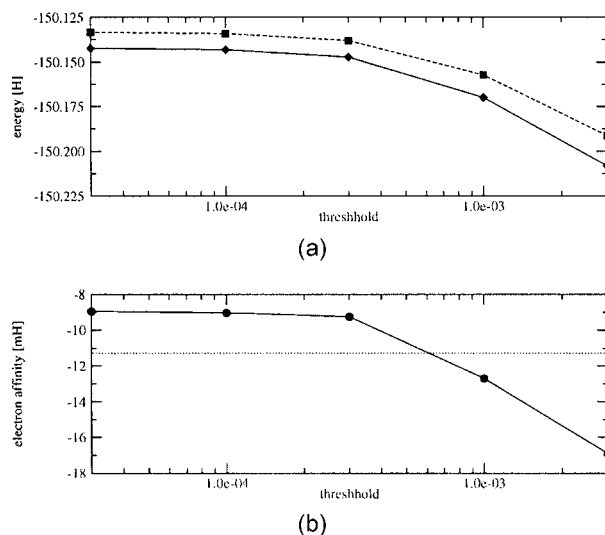 -150.125
-150.150
-150.175
-150.200
-150.225
energy [H]
1.0e-04
1.0e-03
threshhold
(a)
-8
-10
-12
-14
-16
-18
electron affinity [mH]
1.0e-04
1.0e-03
threshhold
(b)